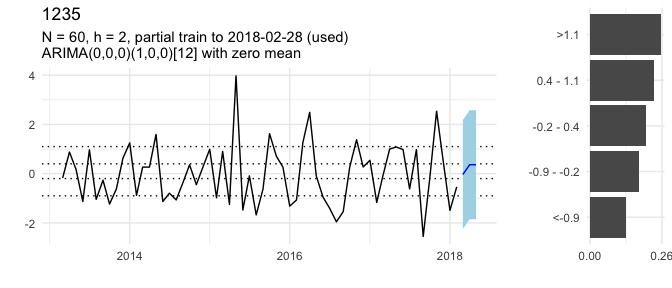 1235
N = 60, h = 2, partial train to 2018-02-28 (used)
ARIMA(0,0,0)(1,0,0)[12] with zero mean
4
2
0
-2
2014
2016
2018
>1.1
0.4 - 1.1
-0.2 - 0.4
-0.9 - -0.2
<-0.9
0.00
0.26